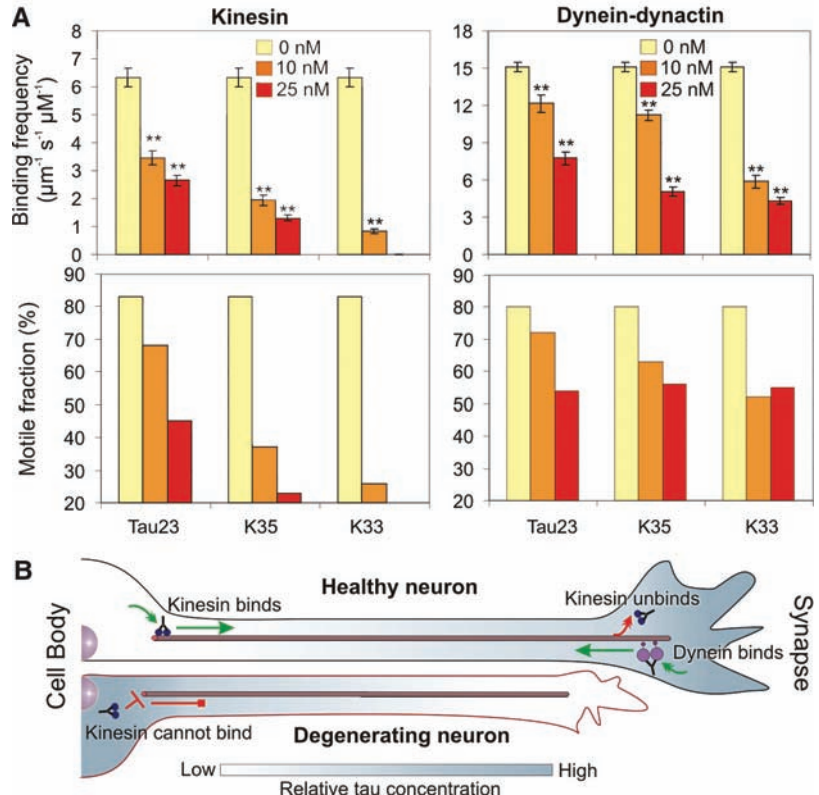 A
Kinesin
Dynein-dynactin
Binding frequency
(µm⁻¹ s⁻¹ µM⁻¹)
8
7
6
5
4
3
2
1
0
0 nM
10 nM
25 nM
**
**
**
**
**
18
15
12
9
6
3
0
0 nM
10 nM
25 nM
**
**
**
**
**
**
Motile fraction (%)
90
80
70
60
50
40
30
20
Tau23 K35 K33
90
80
70
60
50
40
30
20
Tau23 K35 K33
B
Healthy neuron
Kinesin binds
Kinesin unbinds
Dynein binds
Cell Body
Synapse
Kinesin cannot bind
Degenerating neuron
Low High
Relative tau concentration